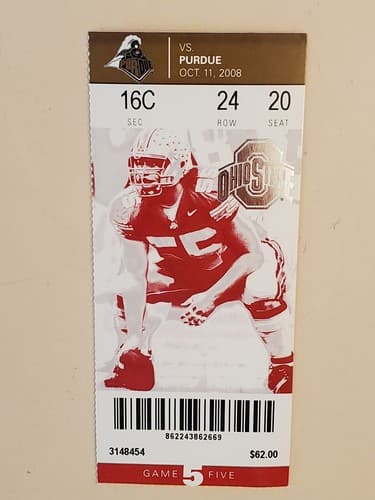 PURDUE
VS.
PURDUE
OCT. 11, 2008
16C 24 20
SEC ROW SEAT
OHIO STATE
55
862243862669
3148454 $62.00
GAME 5 FIVE